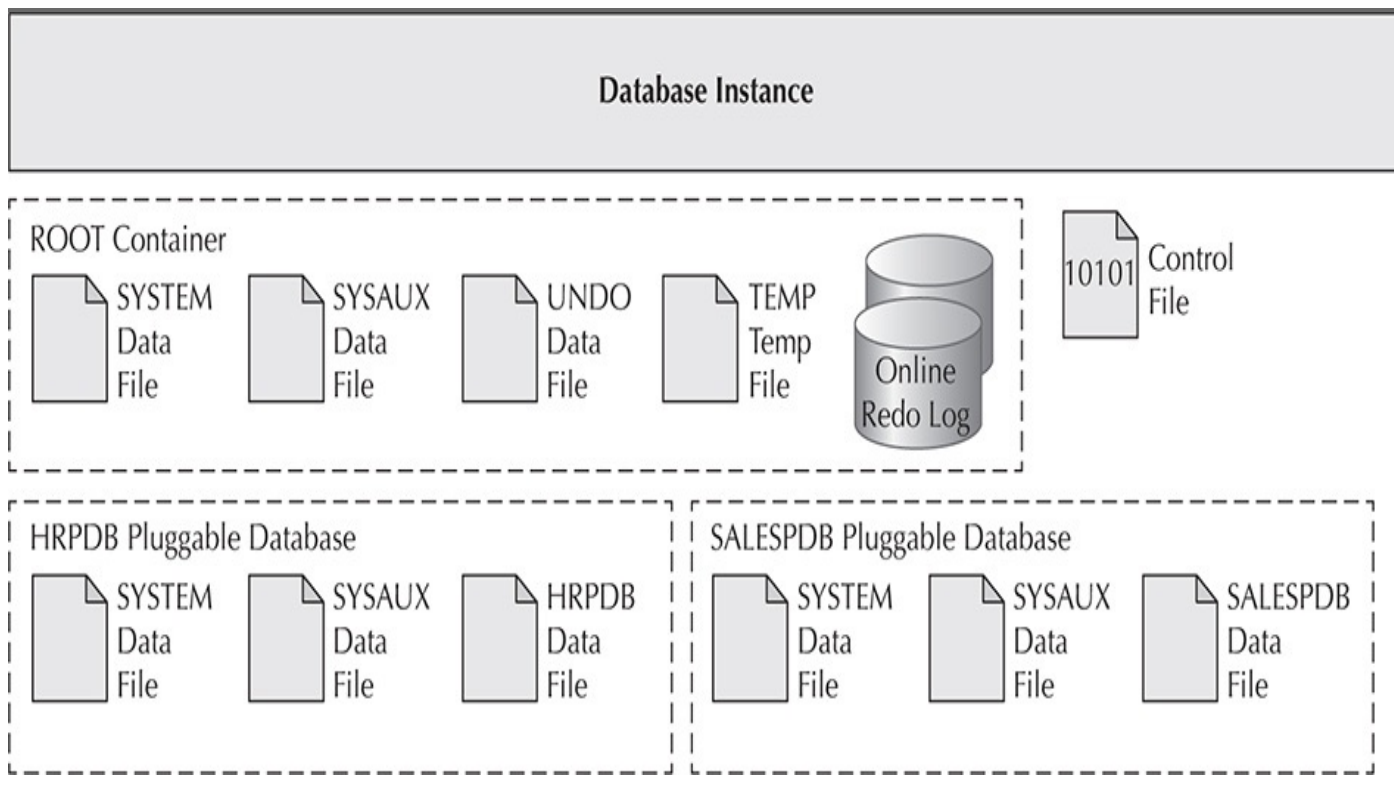 Database Instance
ROOT Container
SYSTEM
Data
File
SYSAUX
Data
File
UNDO
Data
File
TEMP
Temp
File
Online
Redo Log
10101
Control
File
HRPDB Pluggable Database
SYSTEM
Data
File
SYSAUX
Data
File
HRPDB
Data
File
SALESPDB Pluggable Database
SYSTEM
Data
File
SYSAUX
Data
File
SALESPDB
Data
File